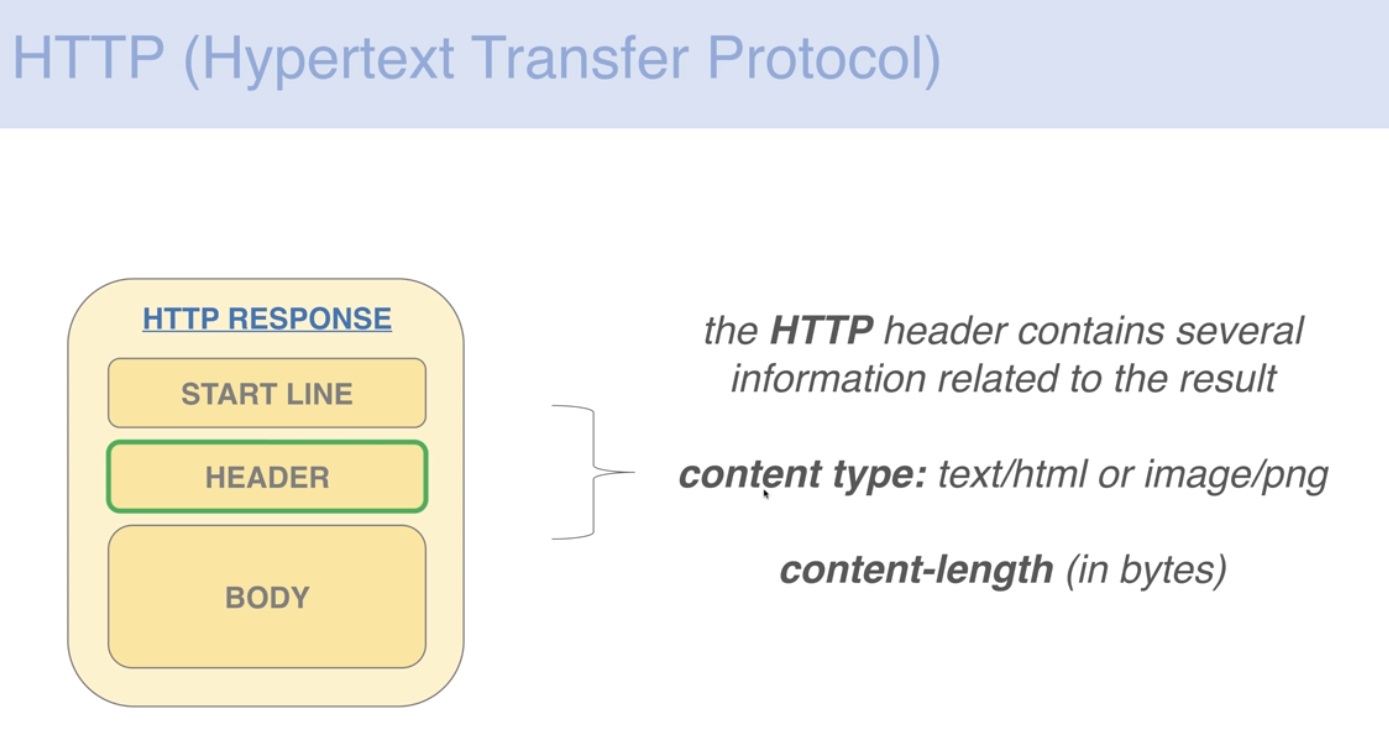 HTTP (Hypertext Transfer Protocol)
HTTP RESPONSE
START LINE
HEADER
BODY
the HTTP header contains several
information related to the result
content type: text/html or image/png
content-length (in bytes)